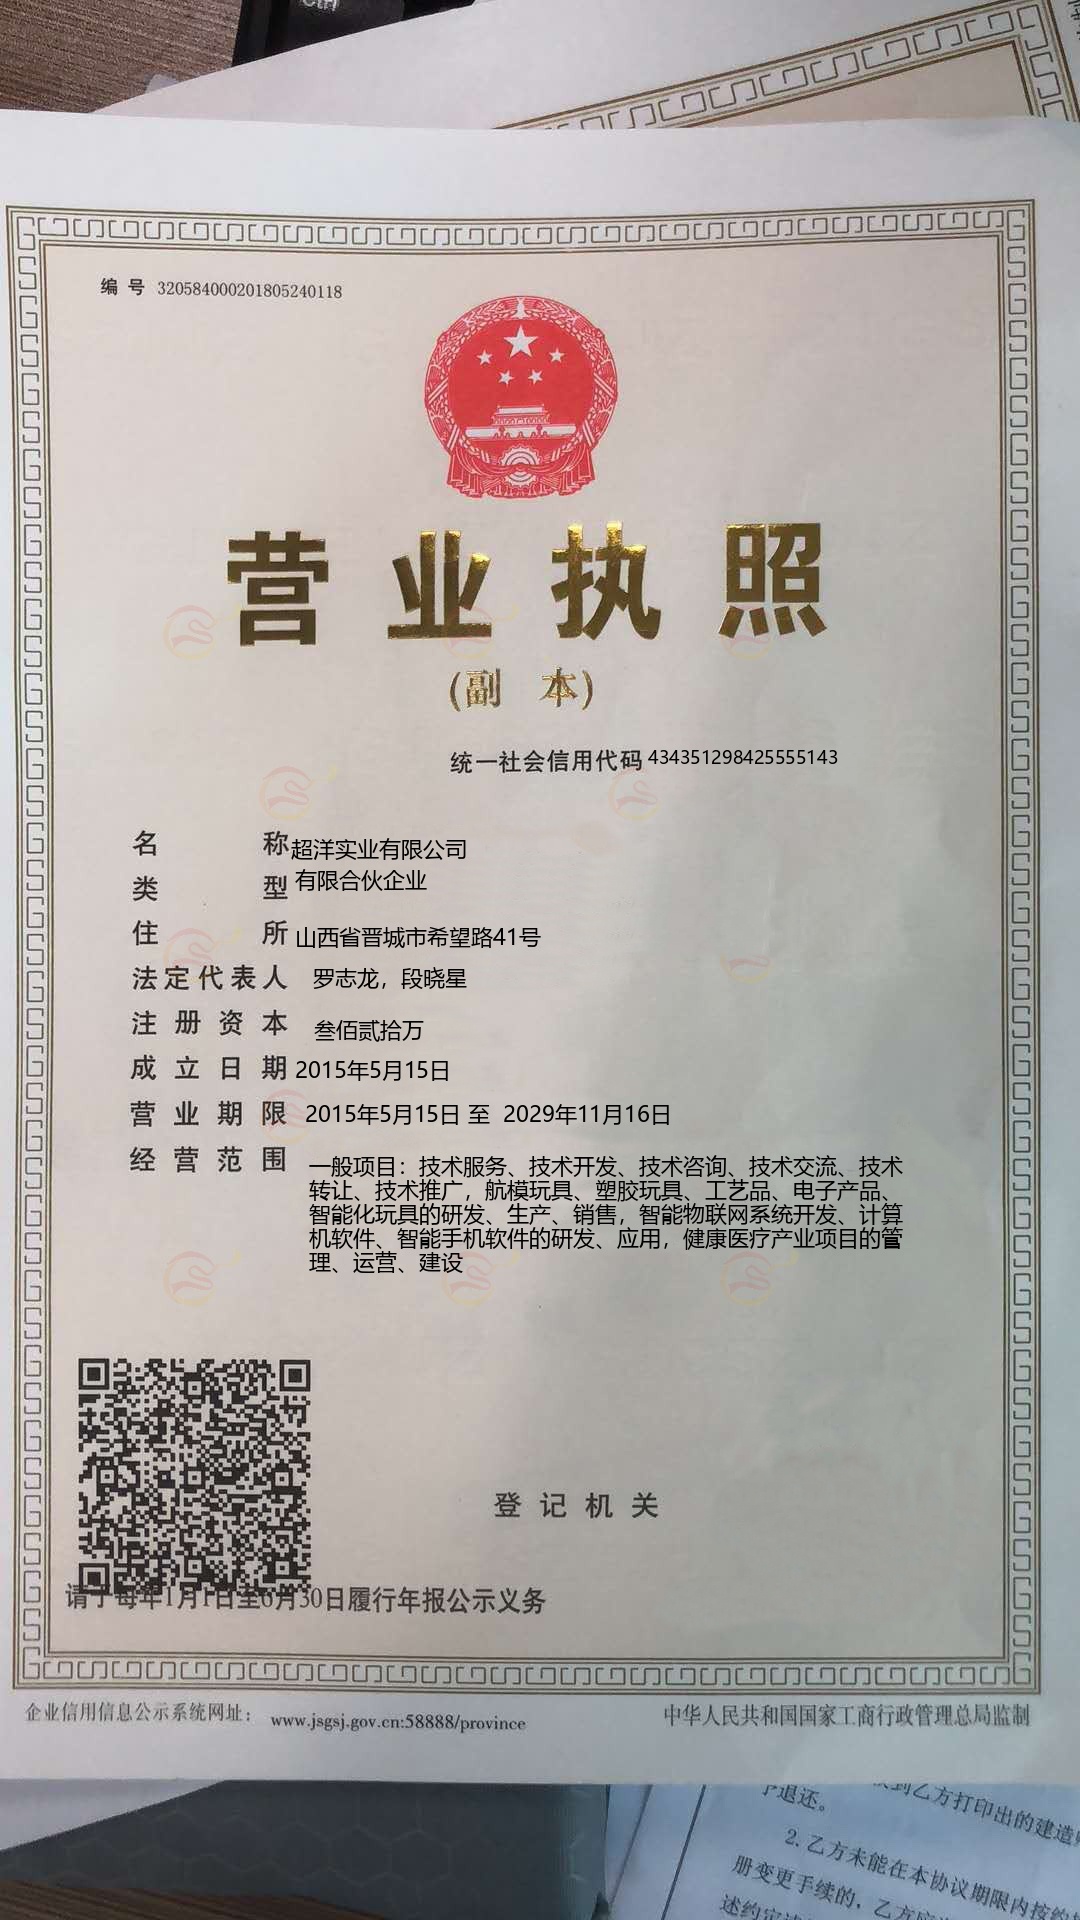 Ctrl
编 号 320584000201805240118
营业执照
(副 本)
统一社会信用代码 434351298425555143
名 称 超洋实业有限公司
类 型 有限合伙企业
住 所 山西省晋城市希望路41号
法定代表人 罗志龙，段晓星
注册资本 叁佰贰拾万
成立日期 2015年5月15日
营业期限 2015年5月15日 至 2029年11月16日
经营范围 一般项目：技术服务、技术开发、技术咨询、技术交流、技术
转让、技术推广，航模玩具、塑胶玩具、工艺品、电子产品、
智能化玩具的研发、生产、销售，智能物联网系统开发、计算
机软件、智能手机软件的研发、应用，健康医疗产业项目的管
理、运营、建设
登记机关
请于每年1月1日至6月30日履行年报公示义务
企业信用信息公示系统网址： www.jsgsj.gov.cn:58888/province
中华人民共和国国家工商行政管理总局监制
到乙方打印出的建造
退还。
2.乙方未能在本协议期限内按约
册变更手续的，乙方应
述约定